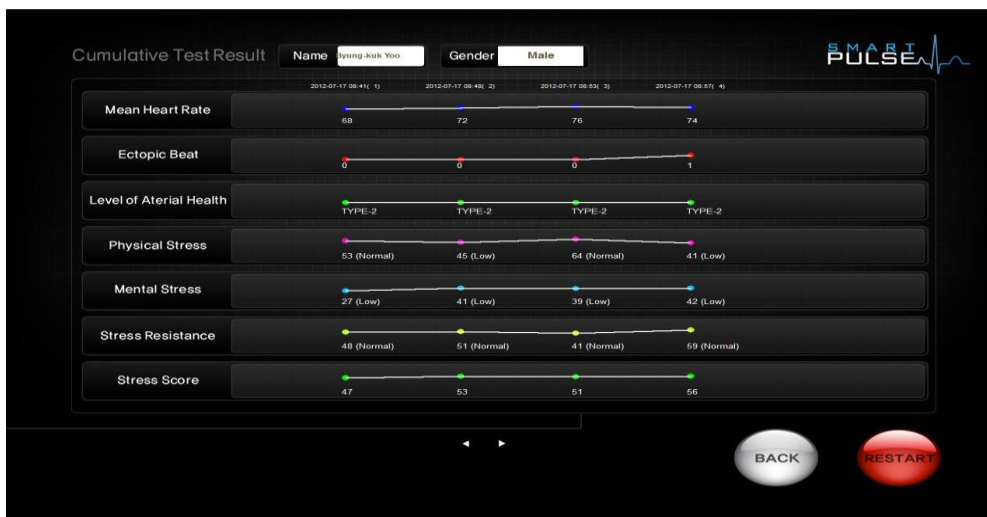 Cumulative Test Result Name Byung-kuk Yoo Gender Male SMART PULSE
2012-07-17 08:41( 1) 2012-07-17 08:48( 2) 2012-07-17 08:53( 3) 2012-07-17 08:57( 4)
Mean Heart Rate 68 72 76 74
Ectopic Beat 0 0 0 1
Level of Aterial Health TYPE-2 TYPE-2 TYPE-2 TYPE-2
Physical Stress 53 (Normal) 45 (Low) 64 (Normal) 41 (Low)
Mental Stress 27 (Low) 41 (Low) 39 (Low) 42 (Low)
Stress Resistance 48 (Normal) 51 (Normal) 41 (Normal) 59 (Normal)
Stress Score 47 53 51 56
BACK RESTART